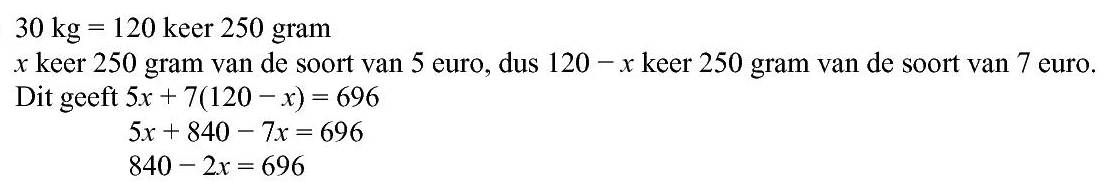 30 kg = 120 keer 250 gram
x keer 250 gram van de soort van 5 euro, dus 120 − x keer 250 gram van de soort van 7 euro.
Dit geeft 5x + 7(120 − x) = 696
5x + 840 − 7x = 696
840 − 2x = 696